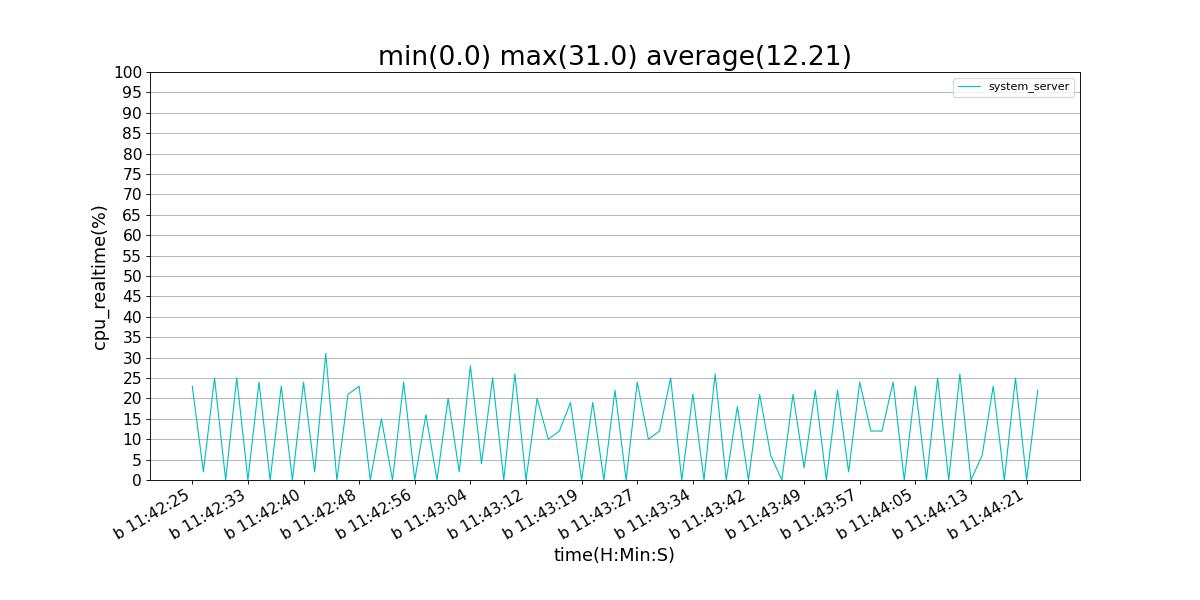 min(0.0) max(31.0) average(12.21)
system_server
100
95
90
85
80
75
70
65
60
55
50
45
40
35
30
25
20
15
10
5
0
cpu_realtime(%)
b 11:42:25
b 11:42:33
b 11:42:40
b 11:42:48
b 11:42:56
b 11:43:04
b 11:43:12
b 11:43:19
b 11:43:27
b 11:43:34
b 11:43:42
b 11:43:49
b 11:43:57
b 11:44:05
b 11:44:13
b 11:44:21
time(H:Min:S)